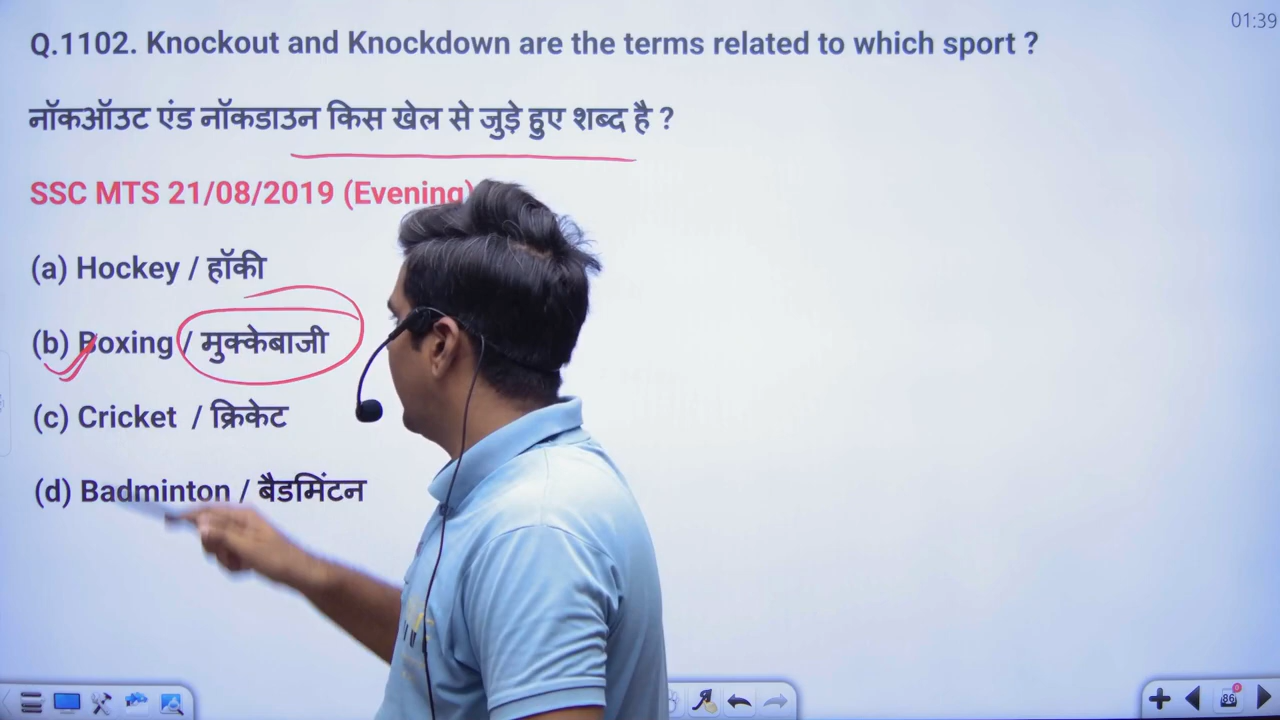 01:39
Q.1102. Knockout and Knockdown are the terms related to which sport ?
नॉकऑउट एंड नॉकडाउन किस खेल से जुड़े हुए शब्द है ?
SSC MTS 21/08/2019 (Evening)
(a) Hockey / हॉकी
(b) Boxing / मुक्केबाजी
(c) Cricket / क्रिकेट
(d) Badminton / बैडमिंटन
86